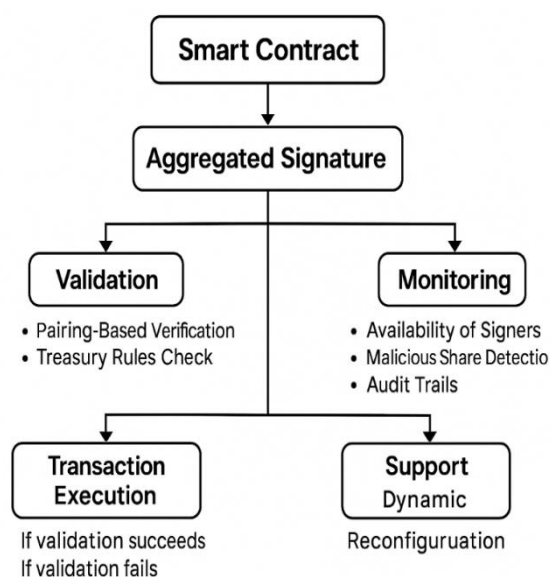 Smart Contract
Aggregated Signature
Validation
• Pairing-Based Verification
• Treasury Rules Check
Monitoring
• Availability of Signers
• Malicious Share Detectio
• Audit Trails
Transaction
Execution
If validation succeeds
If validation fails
Support
Dynamic
Reconfiguruation